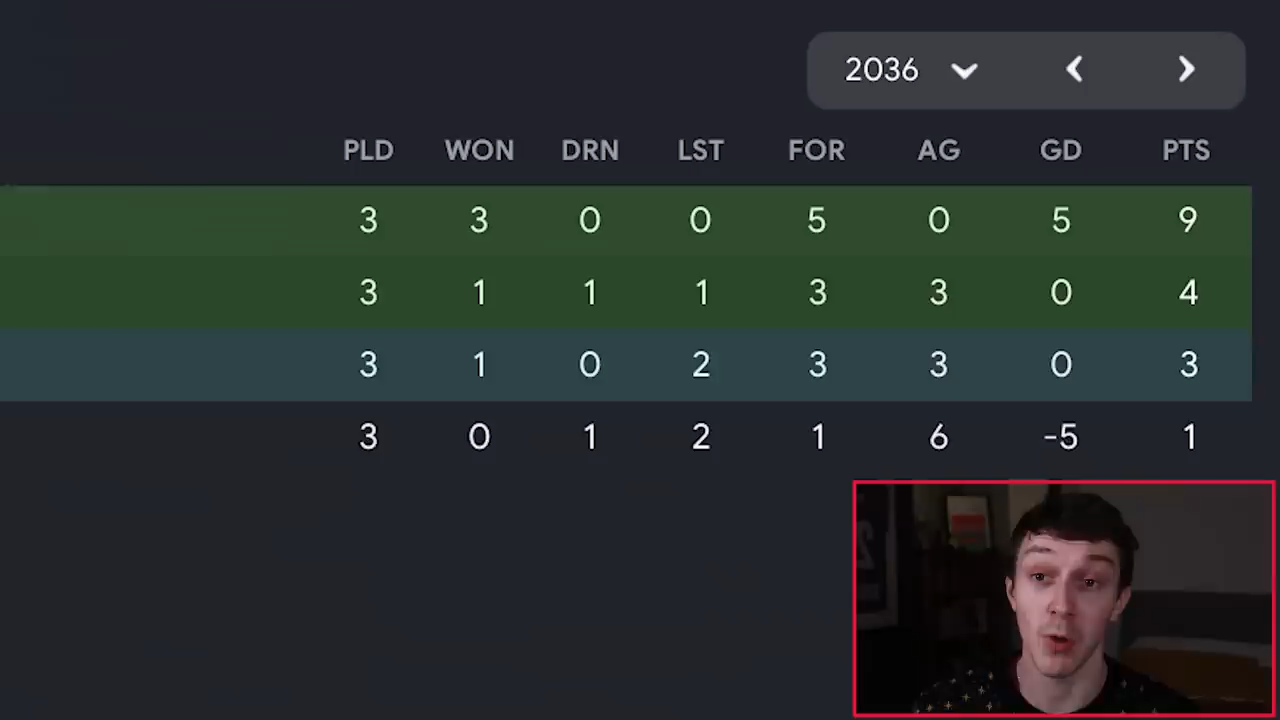 2036
PLD WON DRN LST FOR AG GD PTS
3 3 0 0 5 0 5 9
3 1 1 1 3 3 0 4
3 1 0 2 3 3 0 3
3 0 1 2 1 6 -5 1